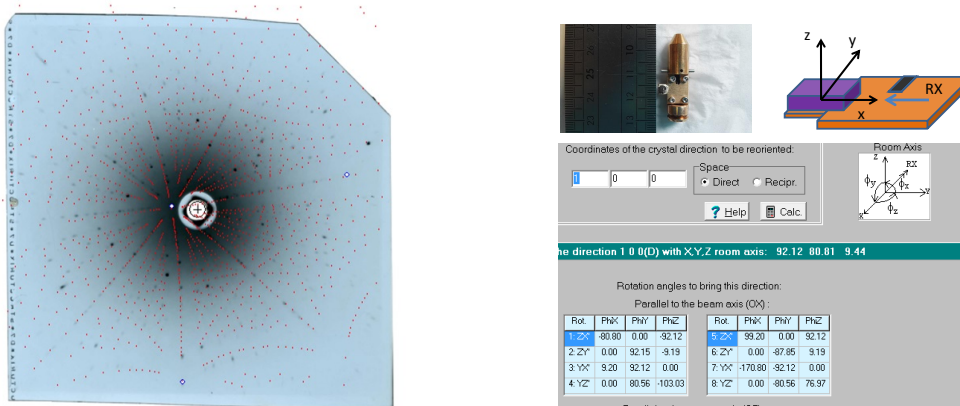 z
y
x
RX
Coordinates of the crystal direction to be reoriented:
1 0 0
Space
Direct Recipr.
? Help Calc.
Room Axis
z
RX
ϕy
ϕx
Y
ϕz
x
he direction 1 0 0(D) with X,Y,Z room axis: 92.12 80.81 9.44
Rotation angles to bring this direction:
Parallel to the beam axis (OX) :
Rot. PhiX PhiY PhiZ
1: ZX' -80.80 0.00 -92.12
2: ZY' 0.00 92.15 -9.19
3: YX' 9.20 92.12 0.00
4: YZ' 0.00 80.56 -103.03
Rot. PhiX PhiY PhiZ
5: ZX' 99.20 0.00 92.12
6: ZY' 0.00 -87.85 9.19
7: YX' -170.80 -92.12 0.00
8: YZ' 0.00 -80.56 76.97